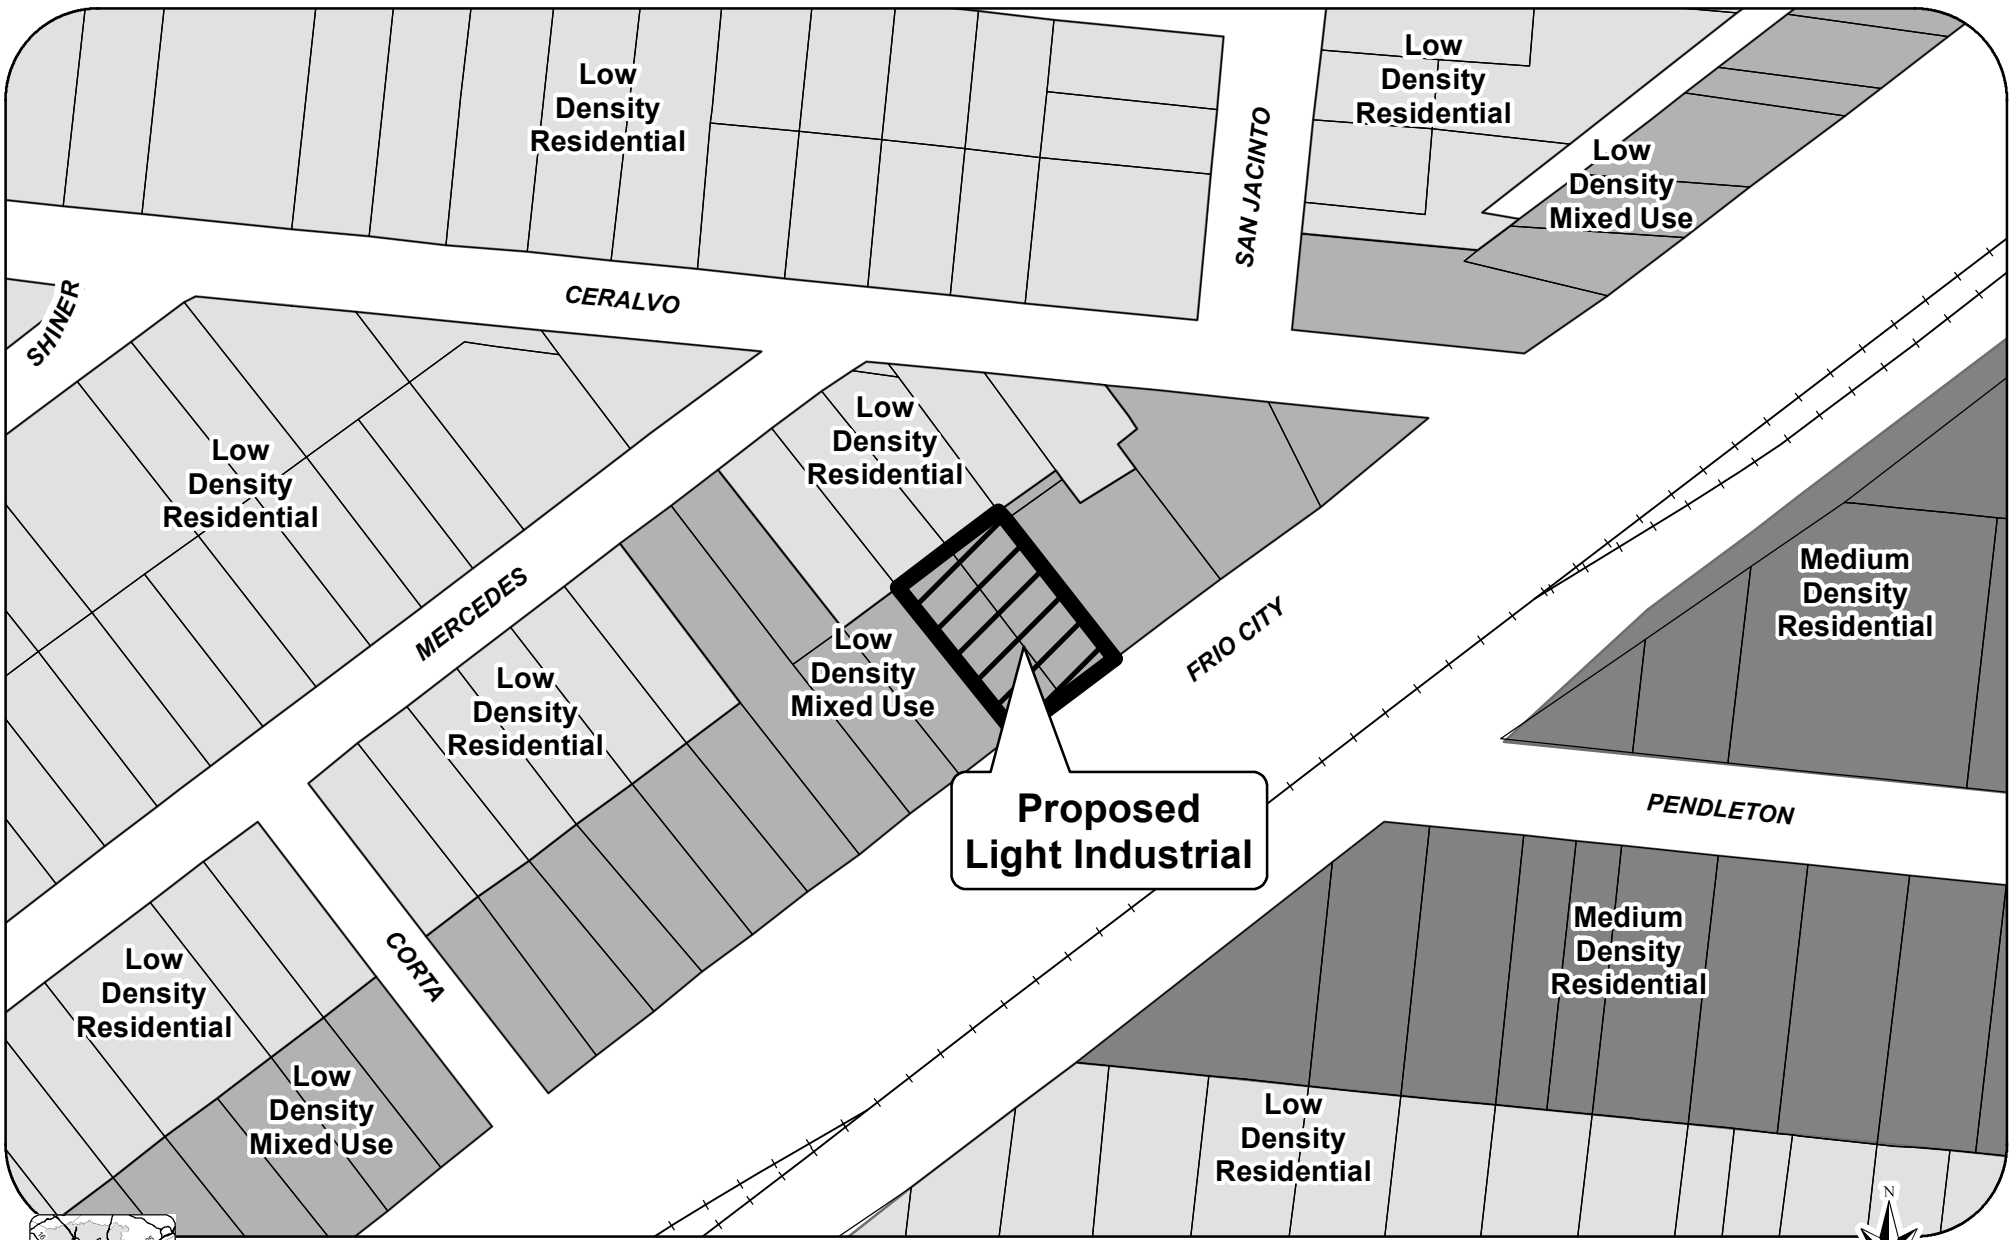 Low
Density
Residential
Low
Density
Residential
Low
Density
Mixed Use
SAN JACINTO
SHINER
CERALVO
Low
Density
Residential
Low
Density
Residential
MERCEDES
Low
Density
Residential
Low
Density
Mixed Use
FRIO CITY
Medium
Density
Residential
Proposed
Light Industrial
PENDLETON
CORTA
Low
Density
Residential
Low
Density
Mixed Use
Medium
Density
Residential
Low
Density
Residential
N